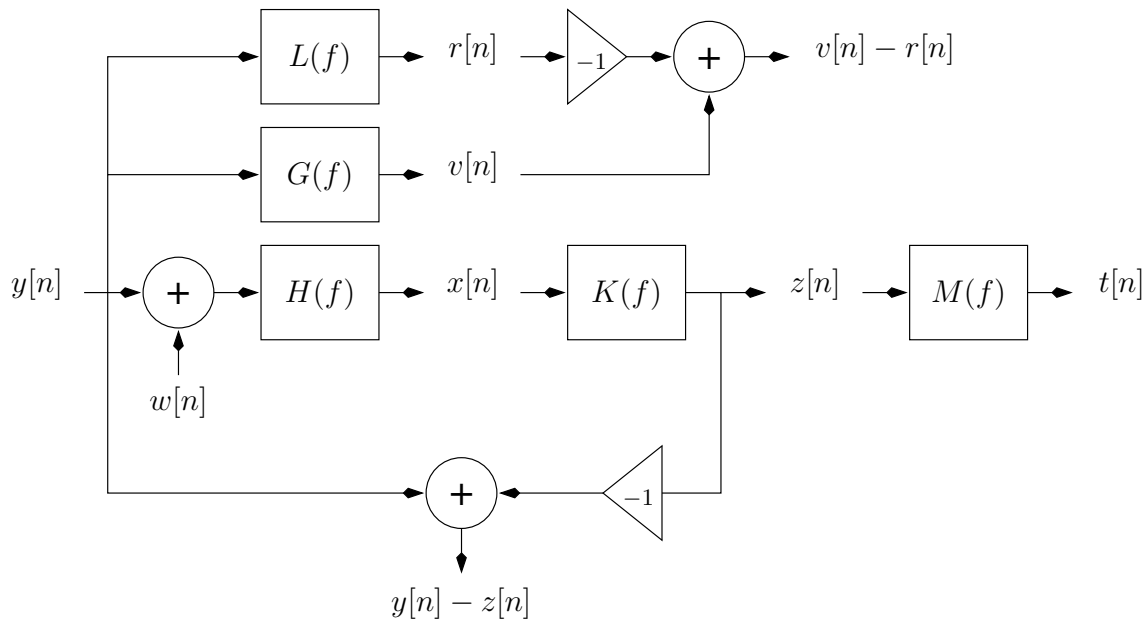 L(f) r[n] −1 + v[n] − r[n]
G(f) v[n]
y[n] + H(f) x[n] K(f) z[n] M(f) t[n]
w[n]
+ −1
y[n] − z[n]